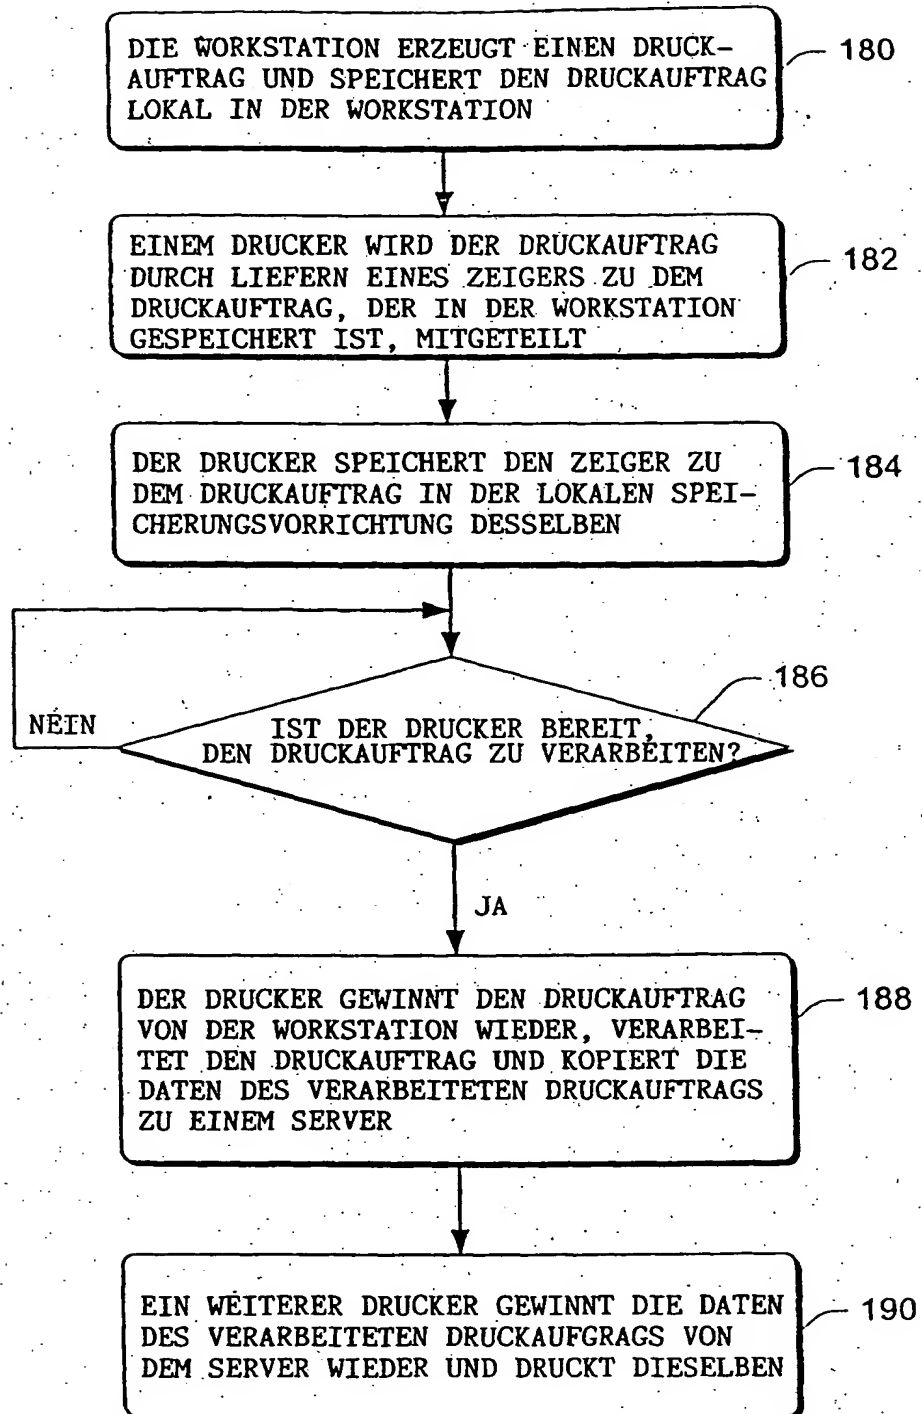 DIE WORKSTATION ERZEUGT EINEN DRUCK-
AUFTRAG UND SPEICHERT DEN DRUCKAUFTRAG
LOKAL IN DER WORKSTATION
180
EINEM DRUCKER WIRD DER DRUCKAUFTRAG
DURCH LIEFERN EINES ZEIGERS ZU DEM
DRUCKAUFTRAG, DER IN DER WORKSTATION
GESPEICHERT IST, MITGETEILT
182
DER DRUCKER SPEICHERT DEN ZEIGER ZU
DEM DRUCKAUFTRAG IN DER LOKALEN SPEI-
CHERUNGSVORRICHTUNG DESSELBEN
184
186
NEIN
IST DER DRUCKER BEREIT,
DEN DRUCKAUFTRAG ZU VERARBEITEN?
JA
DER DRUCKER GEWINNT DEN DRUCKAUFTRAG
VON DER WORKSTATION WIEDER, VERARBEI-
TET DEN DRUCKAUFTRAG UND KOPIERT DIE
DATEN DES VERARBEITETEN DRUCKAUFTRAGS
ZU EINEM SERVER
188
EIN WEITERER DRUCKER GEWINNT DIE DATEN
DES VERARBEITETEN DRUCKAUFGRAGS VON
DEM SERVER WIEDER UND DRUCKT DIESELBEN
190